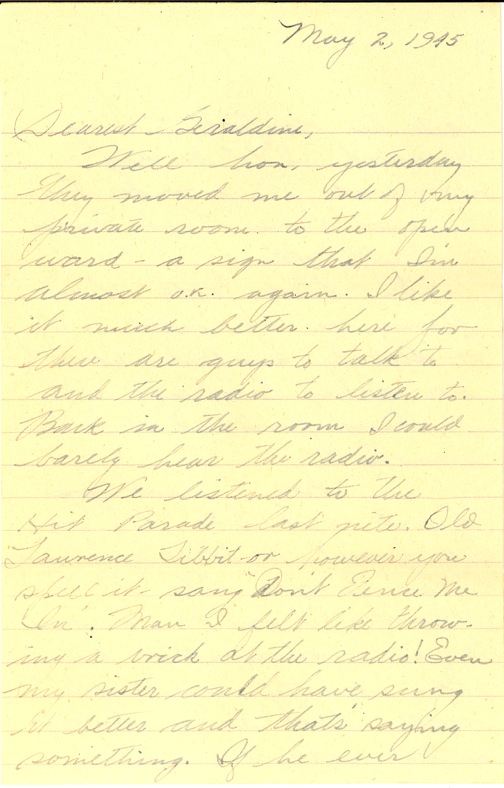 May 2, 1945
Dearest Geraldine,
Well hon, yesterday
they moved me out of my
private room. to the open
ward - a sign that I'm
almost o.k. again. I like
it much better. here for
there are guys to talk to
and the radio to listen to.
Back in the room I could
barely hear the radio.
We listened to the
Hit Parade last nite. Old
Laurence Tibbit - or however you
spell it - sang "Don't Fence Me
In". Man I felt like throw-
ing a brick at the radio! Even
my sister could have sung
it better and that's saying
something. If he ever